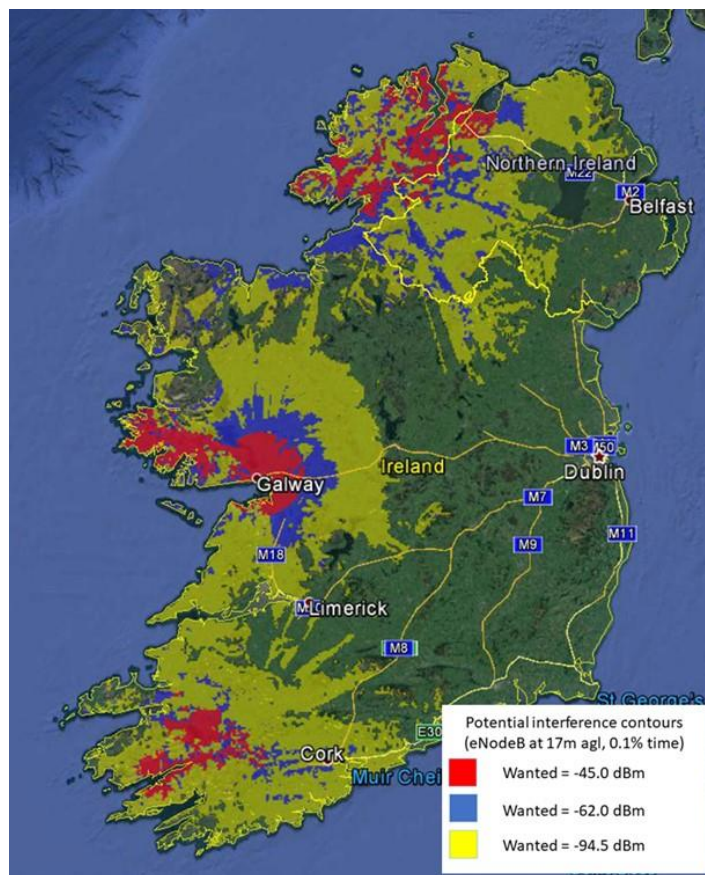 Northern Ireland
M22
M2
Belfast
M3
M50
Ireland
Dublin
Galway
M7
M11
M9
M18
Limerick
M8
St George's
E30
Cork
Muir Chei
Potential interference contours
(eNodeB at 17m agl, 0.1% time)
Wanted = -45.0 dBm
Wanted = -62.0 dBm
Wanted = -94.5 dBm